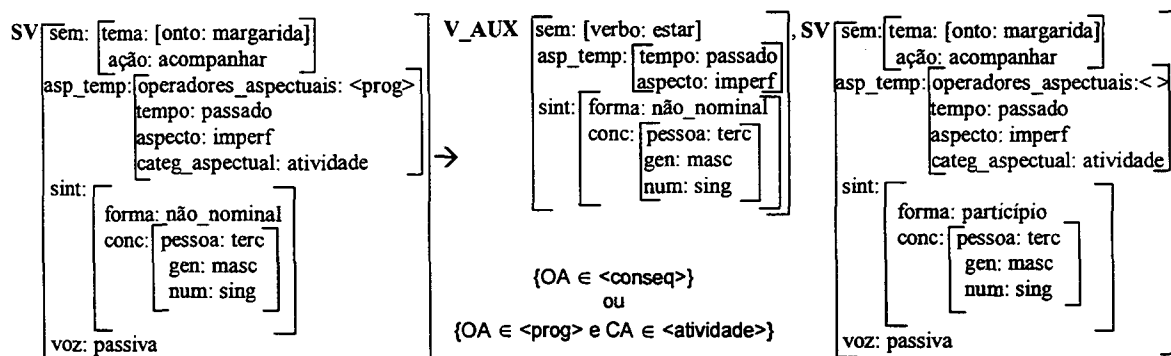 SV sem: [tema: [onto: margarida]
ação: acompanhar
asp_temp: operadores_aspectuais: <prog>
tempo: passado
aspecto: imperf
categ_aspectual: atividade
sint:
forma: não_nominal
conc: pessoa: terc
gen: masc
num: sing
voz: passiva
→
V_AUX sem: [verbo: estar]
asp_temp: tempo: passado
aspecto: imperf
sint: forma: não_nominal
conc: pessoa: terc
gen: masc
num: sing
{OA ∈ <conseq>}
ou
{OA ∈ <prog> e CA ∈ <atividade>}
, SV sem: [tema: [onto: margarida]
ação: acompanhar
asp_temp: operadores_aspectuais: < >
tempo: passado
aspecto: imperf
categ_aspectual: atividade
sint:
forma: particípio
conc: pessoa: terc
gen: masc
num: sing
voz: passiva